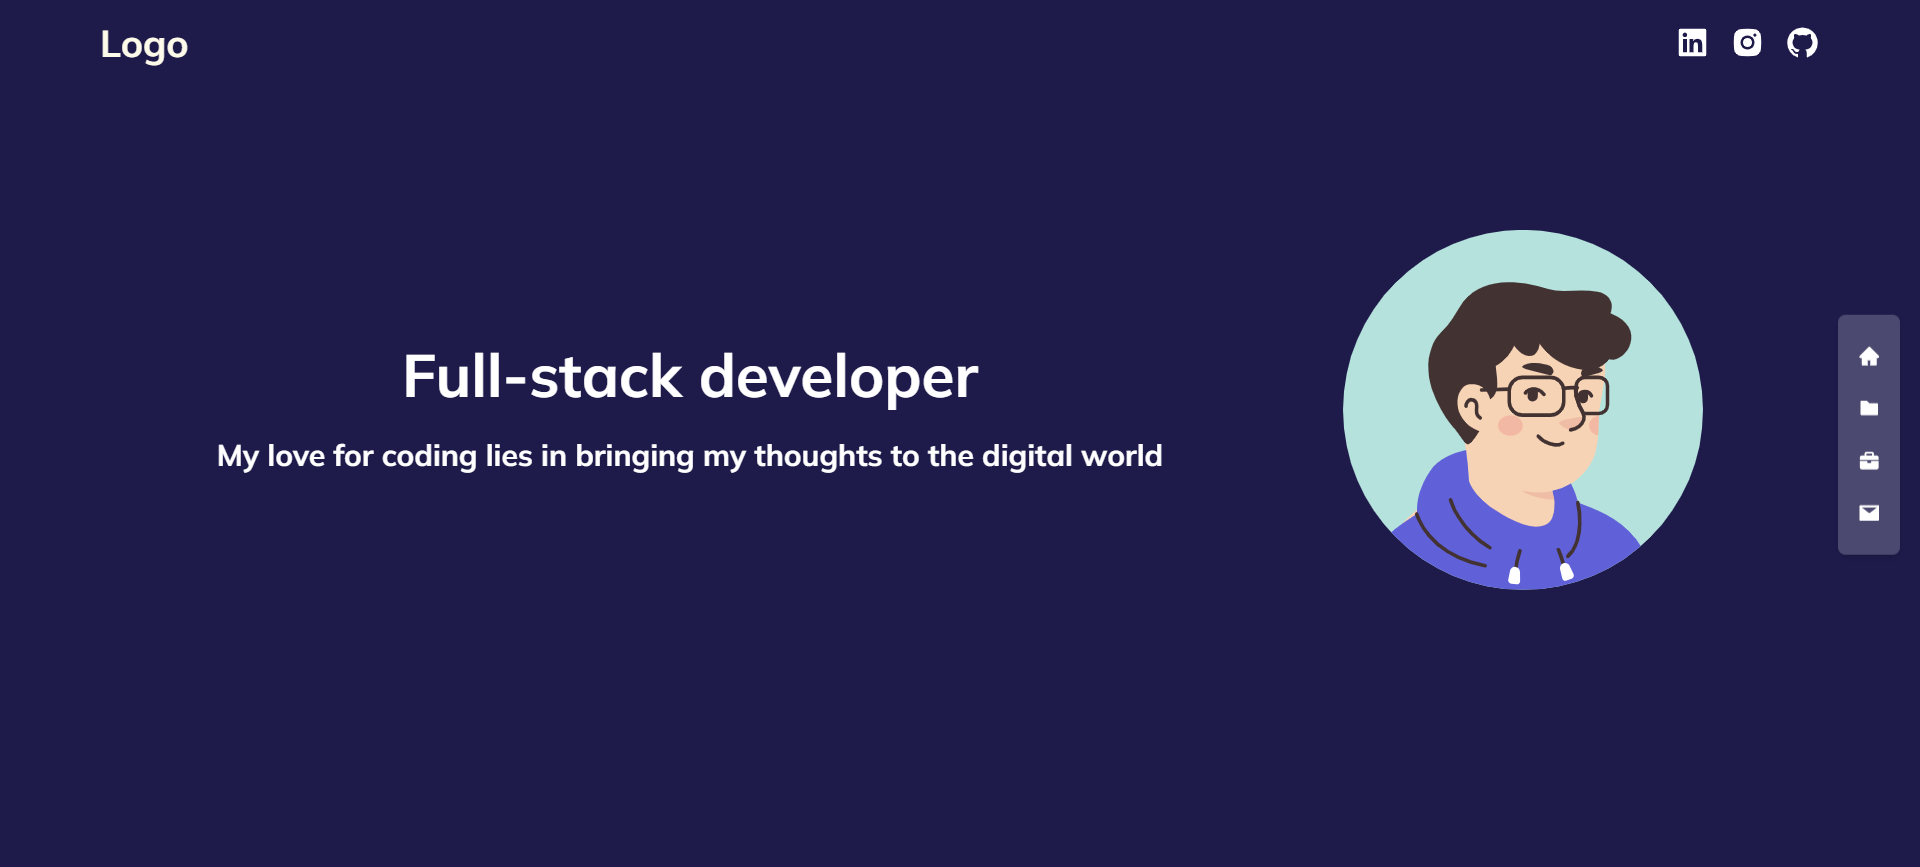 Logo
Full-stack developer
My love for coding lies in bringing my thoughts to the digital world